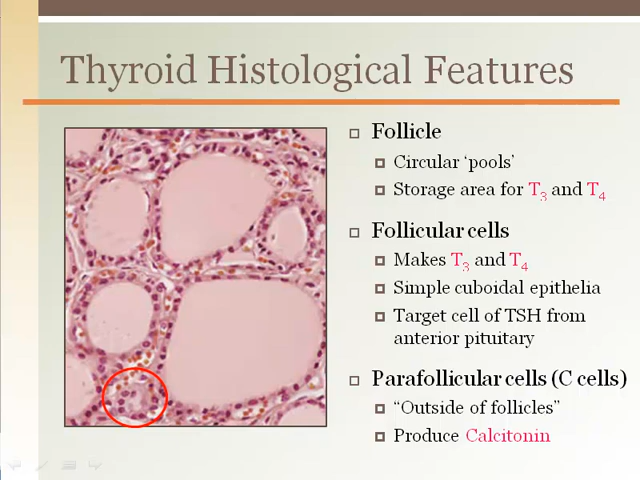 Thyroid Histological Features
Follicle
Circular ‘pools’
Storage area for T3 and T4
Follicular cells
Makes T3 and T4
Simple cuboidal epithelia
Target cell of TSH from
anterior pituitary
Parafollicular cells (C cells)
“Outside of follicles”
Produce Calcitonin